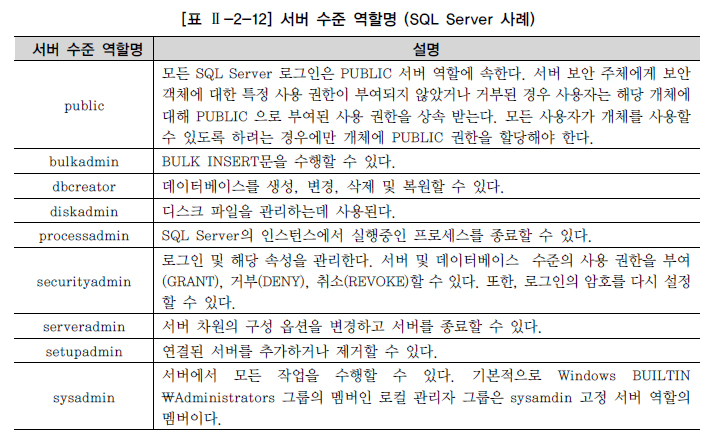 [표 Ⅱ-2-12] 서버 수준 역할명 (SQL Server 사례)
서버 수준 역할명 설명
public
모든 SQL Server 로그인은 PUBLIC 서버 역할에 속한다. 서버 보안 주체에게 보안
객체에 대한 특정 사용 권한이 부여되지 않았거나 거부된 경우 사용자는 해당 개체에
대해 PUBLIC 으로 부여된 사용 권한을 상속 받는다. 모든 사용자가 개체를 사용할
수 있도록 하려는 경우에만 개체에 PUBLIC 권한을 할당해야 한다.
bulkadmin BULK INSERT문을 수행할 수 있다.
dbcreator 데이터베이스를 생성, 변경, 삭제 및 복원할 수 있다.
diskadmin 디스크 파일을 관리하는데 사용된다.
processadmin SQL Server의 인스턴스에서 실행중인 프로세스를 종료할 수 있다.
securityadmin
로그인 및 해당 속성을 관리한다. 서버 및 데이터베이스 수준의 사용 권한을 부여
(GRANT), 거부(DENY), 취소(REVOKE)할 수 있다. 또한, 로그인의 암호를 다시 설정
할 수 있다.
serveradmin 서버 차원의 구성 옵션을 변경하고 서버를 종료할 수 있다.
setupadmin 연결된 서버를 추가하거나 제거할 수 있다.
sysadmin
서버에서 모든 작업을 수행할 수 있다. 기본적으로 Windows BUILTIN
₩Administrators 그룹의 멤버인 로컬 관리자 그룹은 sysamdin 고정 서버 역할의
멤버이다.